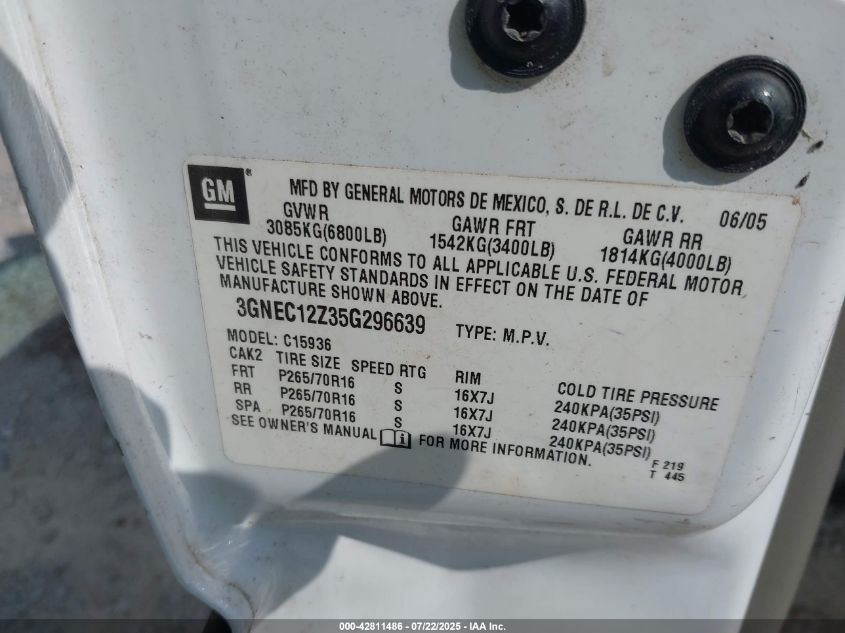 GM ® MFD BY GENERAL MOTORS DE MEXICO, S. DE R.L. DE C.V. 06/05
GVWR GAWR FRT GAWR RR
3085KG(6800LB) 1542KG(3400LB) 1814KG(4000LB)
THIS VEHICLE CONFORMS TO ALL APPLICABLE U.S. FEDERAL MOTOR
VEHICLE SAFETY STANDARDS IN EFFECT ON THE DATE OF
MANUFACTURE SHOWN ABOVE.
3GNEC12Z35G296639 TYPE: M.P.V.
MODEL: C15936
CAK2 TIRE SIZE SPEED RTG RIM COLD TIRE PRESSURE
FRT P265/70R16 S 16X7J 240KPA(35PSI)
RR P265/70R16 S 16X7J 240KPA(35PSI)
SPA P265/70R16 S 16X7J 240KPA(35PSI)
SEE OWNER'S MANUAL FOR MORE INFORMATION.
F 219
T 445
000-42811486 - 07/22/2025 - IAA Inc.